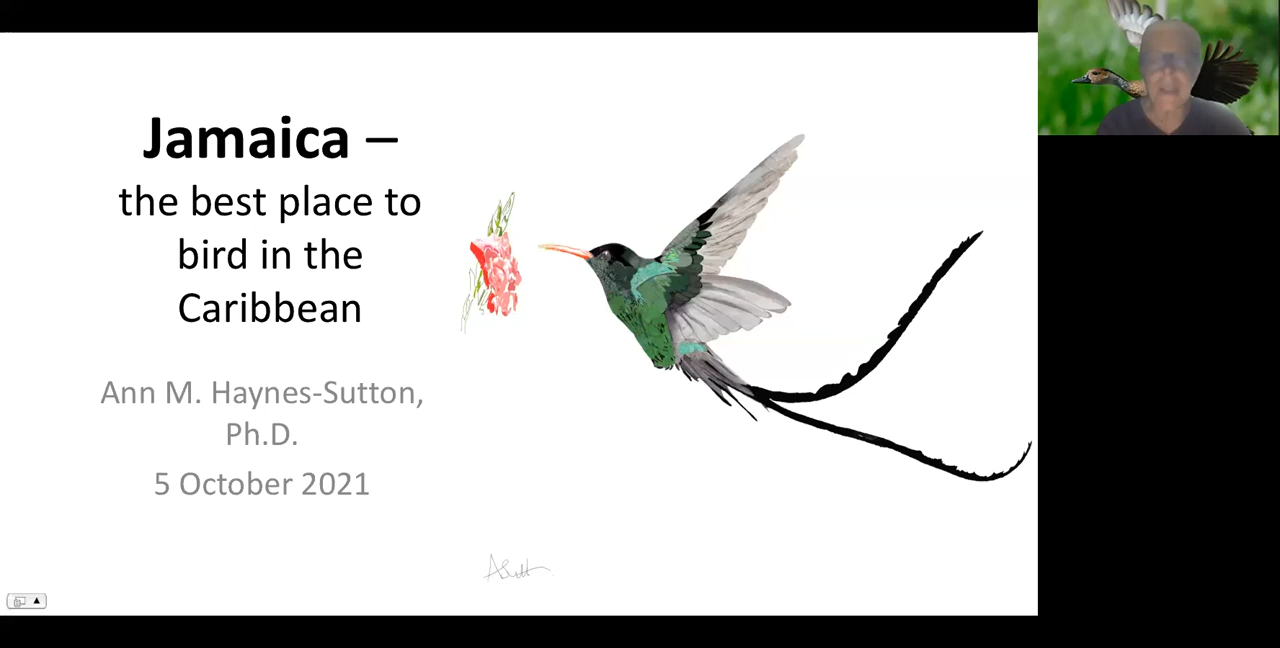 Jamaica –
the best place to
bird in the
Caribbean
Ann M. Haynes-Sutton,
Ph.D.
5 October 2021